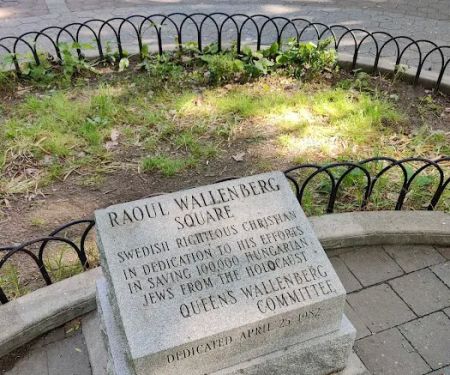 RAOUL WALLENBERG
SQUARE
SWEDISH RIGHTEOUS CHRISTIAN
IN DEDICATION TO HIS EFFORTS
IN SAVING 100,000 HUNGARIAN
JEWS FROM THE HOLOCAUST
QUEENS WALLENBERG
COMMITTEE
DEDICATED APRIL 25, 1982